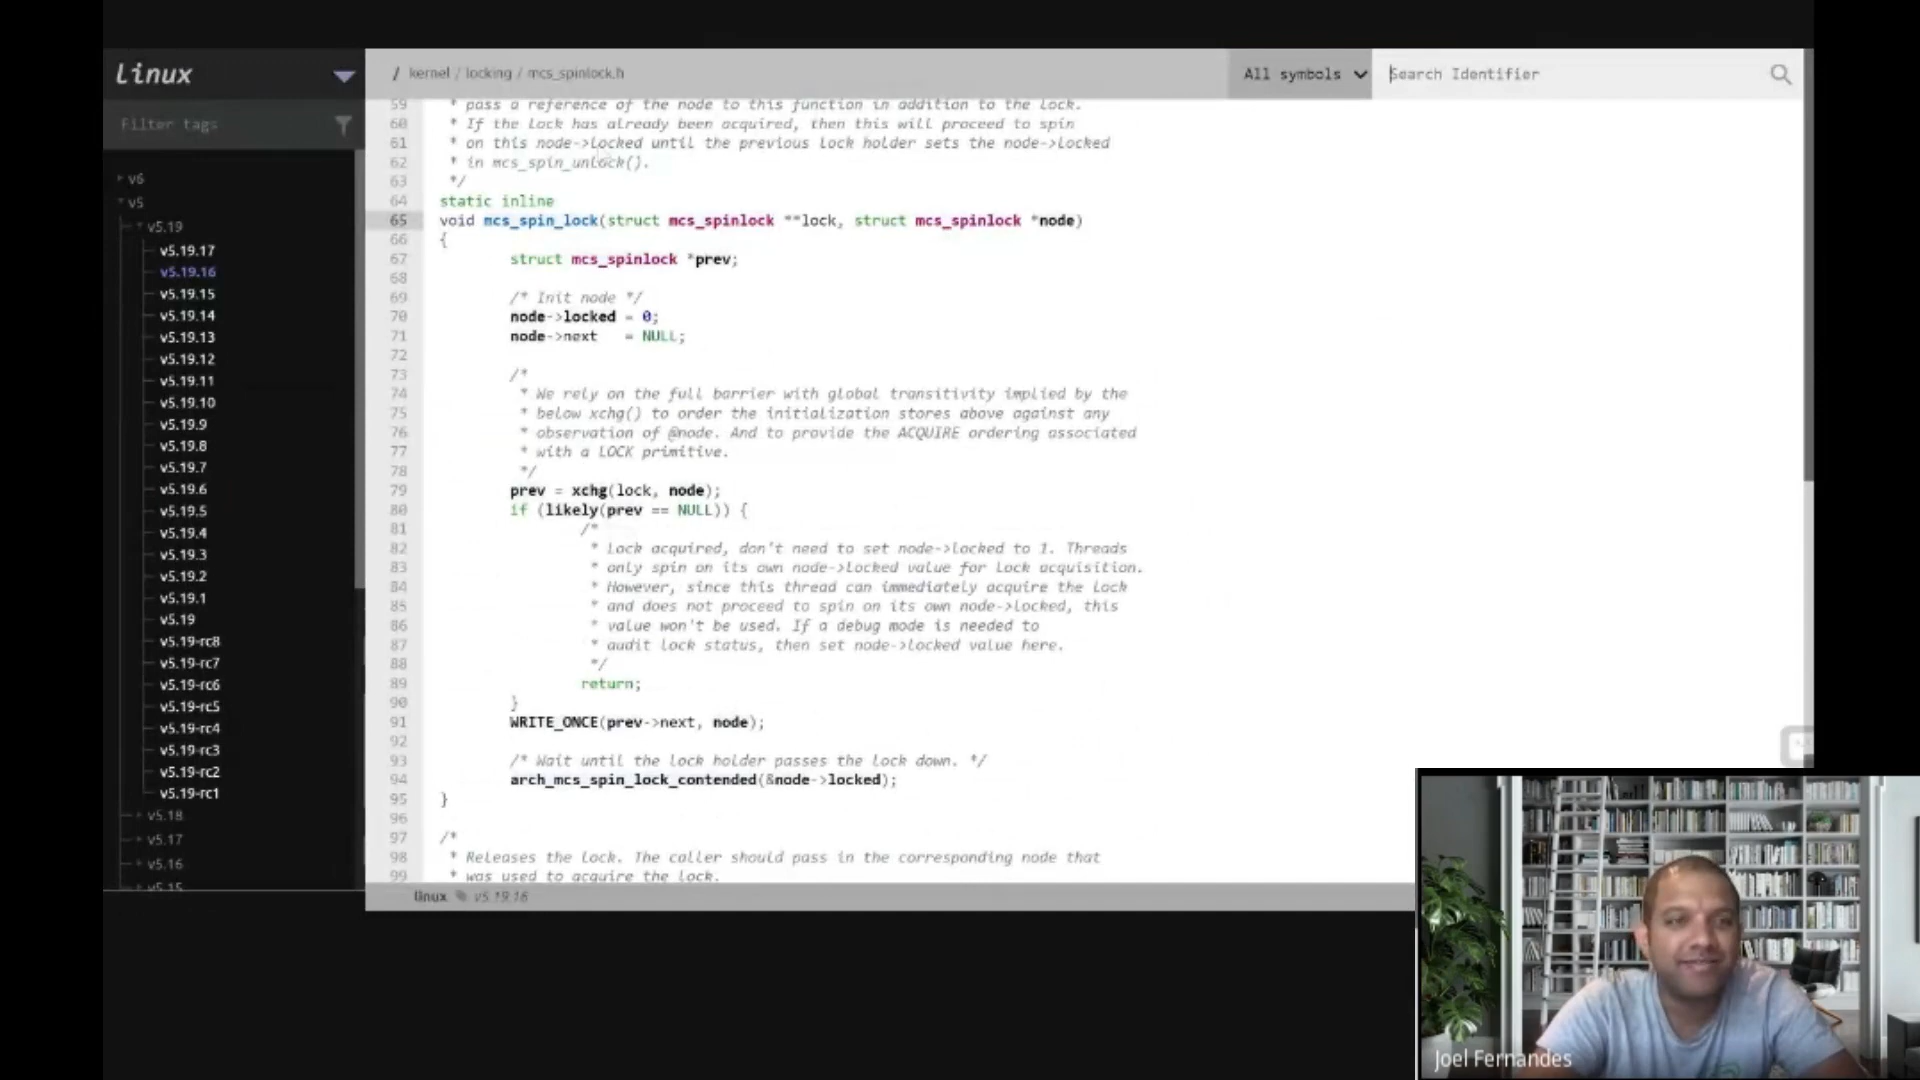 Linux
/ kernel / locking / mcs_spinlock.h
All symbols
Search Identifier
Filter tags
v6
v5
v5.19
v5.19.17
v5.19.16
v5.19.15
v5.19.14
v5.19.13
v5.19.12
v5.19.11
v5.19.10
v5.19.9
v5.19.8
v5.19.7
v5.19.6
v5.19.5
v5.19.4
v5.19.3
v5.19.2
v5.19.1
v5.19
v5.19-rc8
v5.19-rc7
v5.19-rc6
v5.19-rc5
v5.19-rc4
v5.19-rc3
v5.19-rc2
v5.19-rc1
v5.18
v5.17
v5.16
v5.15
59 * pass a reference of the node to this function in addition to the lock.
60 * If the lock has already been acquired, then this will proceed to spin
61 * on this node->locked until the previous lock holder sets the node->locked
62 * in mcs_spin_unlock().
63 */
64 static inline
65 void mcs_spin_lock(struct mcs_spinlock **lock, struct mcs_spinlock *node)
66 {
67 struct mcs_spinlock *prev;
68
69 /* Init node */
70 node->locked = 0;
71 node->next = NULL;
72
73 /*
74 * We rely on the full barrier with global transitivity implied by the
75 * below xchg() to order the initialization stores above against any
76 * observation of @node. And to provide the ACQUIRE ordering associated
77 * with a LOCK primitive.
78 */
79 prev = xchg(lock, node);
80 if (likely(prev == NULL)) {
81 /*
82 * Lock acquired, don't need to set node->locked to 1. Threads
83 * only spin on its own node->locked value for lock acquisition.
84 * However, since this thread can immediately acquire the lock
85 * and does not proceed to spin on its own node->locked, this
86 * value won't be used. If a debug mode is needed to
87 * audit lock status, then set node->locked value here.
88 */
89 return;
90 }
91 WRITE_ONCE(prev->next, node);
92
93 /* Wait until the lock holder passes the lock down. */
94 arch_mcs_spin_lock_contended(&node->locked);
95 }
96
97 /*
98 * Releases the lock. The caller should pass in the corresponding node that
99 * was used to acquire the lock.
linux v5.19.16
Joel Fernandes